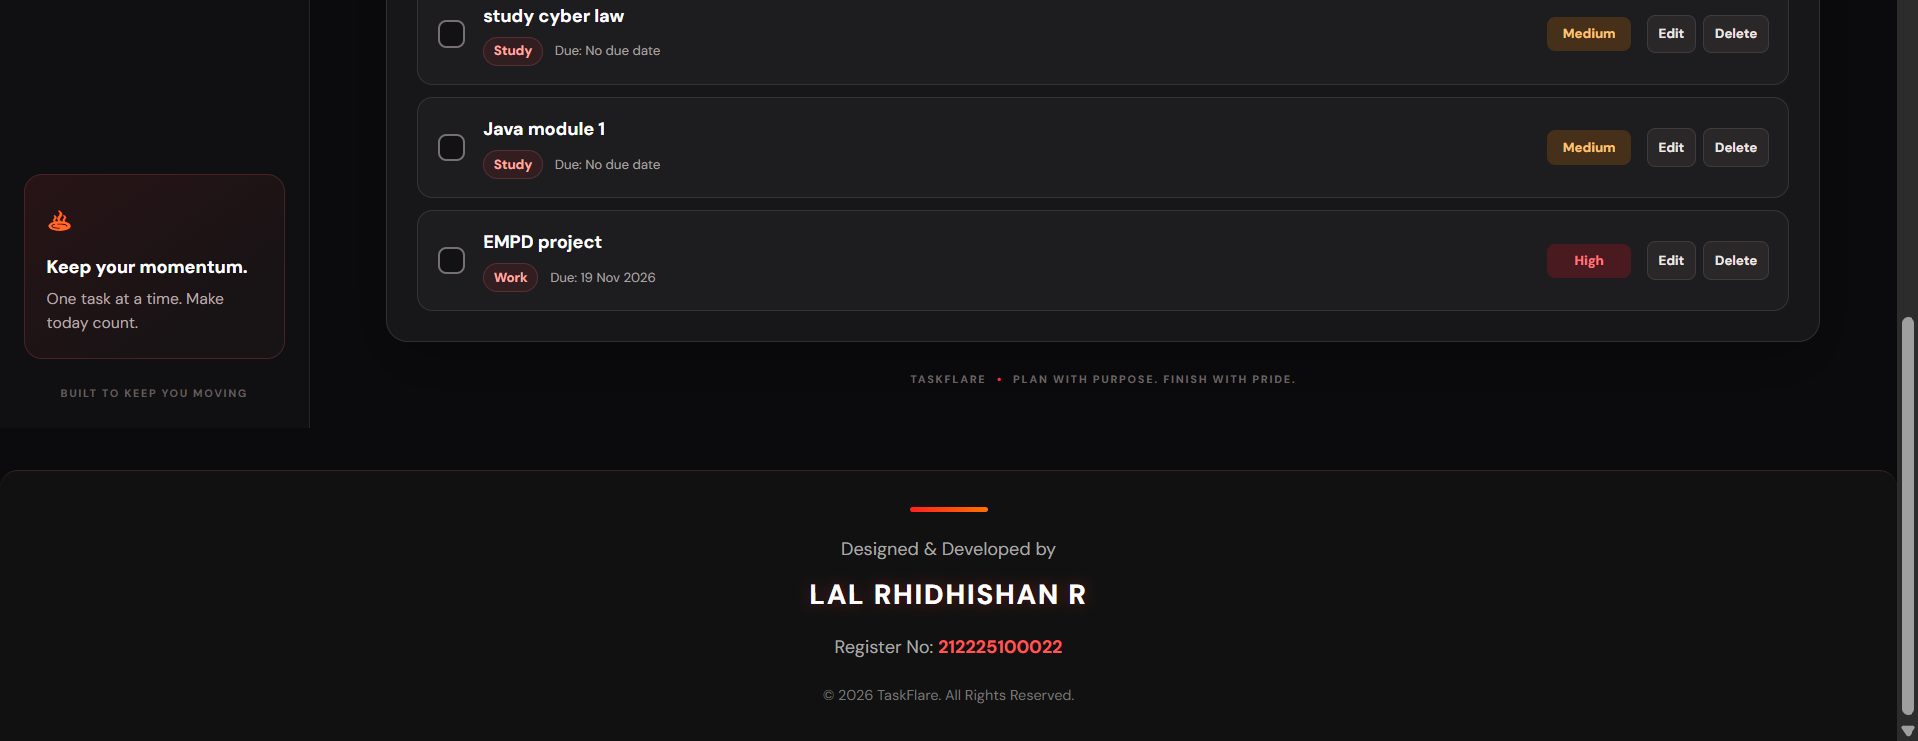 study cyber law
Study Due: No due date
Medium Edit Delete
Java module 1
Study Due: No due date
Medium Edit Delete
EMPD project
Work Due: 19 Nov 2026
High Edit Delete
Keep your momentum.
One task at a time. Make
today count.
BUILT TO KEEP YOU MOVING
TASKFLARE • PLAN WITH PURPOSE. FINISH WITH PRIDE.
Designed & Developed by
LAL RHIDHISHAN R
Register No: 212225100022
© 2026 TaskFlare. All Rights Reserved.